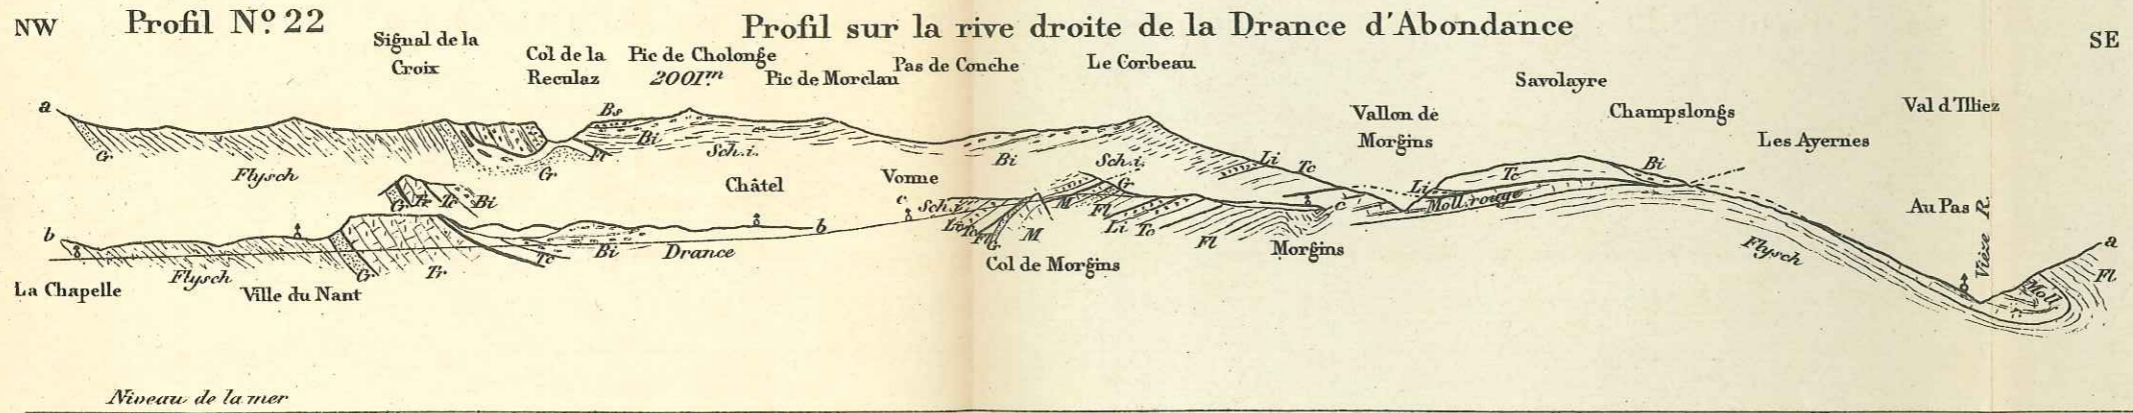 NW
Profil Nº 22
Profil sur la rive droite de la Drance d'Abondance
SE
Signal de la
Croix
Col de la
Reculaz
Pic de Cholonge
2001m.
Pic de Morclan
Pas de Conche
Le Corbeau
Vallon de
Morgins
Savolayre
Champslongs
Les Ayernes
Val d'Illiez
a
Gr.
Flysch
Bs
Bi
Fl
Gr
Sch.i.
Bi
Sch.i.
Li
Tc
Li
Tc
Bi
Moll.rouge
Châtel
Vonne
c
Sch.i.
G
Tc
Bi
M
G
Fl
Li
Tc
Fl
M
G
c
Au Pas
Vièze R.
a
Fl
Moll
b
Flysch
Gr
Tr
Tc
Bi
Drance
b
Col de Morgins
Morgins
Flysch
La Chapelle
Ville du Nant
Niveau de la mer